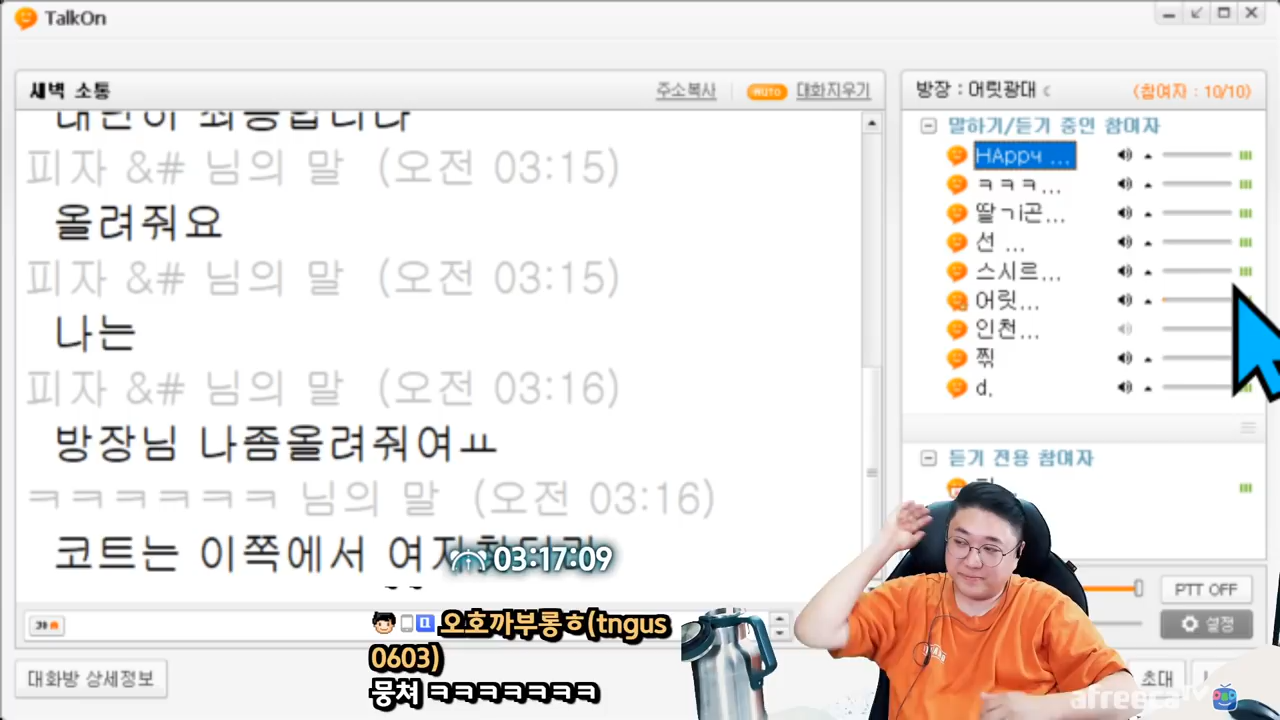 TalkOn
새벽 소통
주소복사
AUTO
대화지우기
방장 : 어릿광대
(참여자 : 10/10)
피자 &# 님의 말 (오전 03:15)
올려줘요
피자 &# 님의 말 (오전 03:15)
나는
피자 &# 님의 말 (오전 03:16)
방장님 나좀올려줘여ㅛ
ㅋㅋㅋㅋㅋㅋ 님의 말 (오전 03:16)
코트는 이쪽에서
03:17:09
말하기/듣기 중인 참여자
HAppy ...
ㅋㅋㅋ...
딸ㄱi곤...
선 ...
스시르...
어릿...
인천...
찎
d.
듣기 전용 참여자
PTT OFF
설정
초대
가
오호까부롱ㅎ(tngus
0603)
뭉쳐 ㅋㅋㅋㅋㅋㅋㅋ
대화방 상세정보
afreecaTV